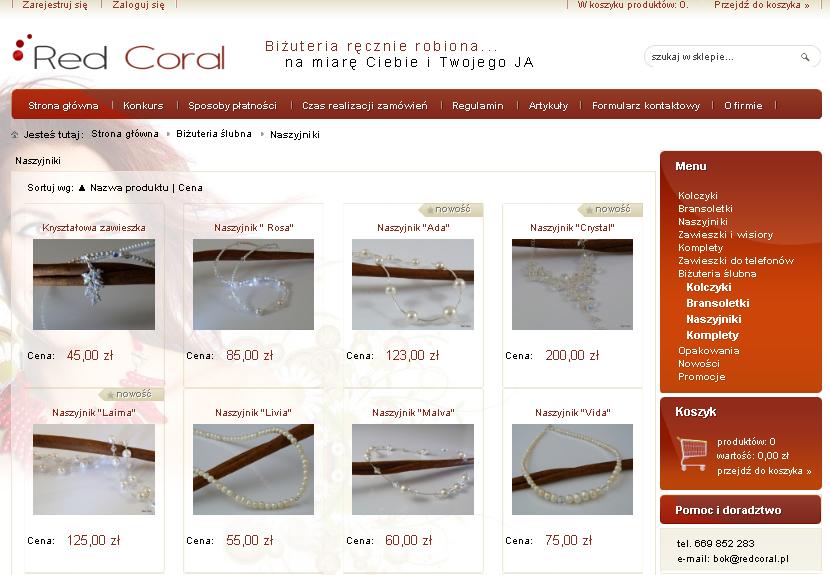 Zarejestruj się
Zaloguj się
W koszyku produktów: 0.
Przejdź do koszyka »
Red Coral
Biżuteria ręcznie robiona...
na miarę Ciebie i Twojego JA
szukaj w sklepie...
Strona główna
Konkurs
Sposoby płatności
Czas realizacji zamówień
Regulamin
Artykuły
Formularz kontaktowy
O firmie
Jesteś tutaj: Strona główna Biżuteria ślubna Naszyjniki
Naszyjniki
Sortuj wg: ▲ Nazwa produktu | Cena
nowość
nowość
Kryształowa zawieszka
Naszyjnik " Rosa"
Naszyjnik "Ada"
Naszyjnik "Crystal"
Cena: 45,00 zł
Cena: 85,00 zł
Cena: 123,00 zł
Cena: 200,00 zł
nowość
Naszyjnik "Laima"
Naszyjnik "Livia"
Naszyjnik "Malva"
Naszyjnik "Vida"
Cena: 125,00 zł
Cena: 55,00 zł
Cena: 60,00 zł
Cena: 75,00 zł
Menu
Kolczyki
Bransoletki
Naszyjniki
Zawieszki i wisiory
Komplety
Zawieszki do telefonów
Biżuteria ślubna
Kolczyki
Bransoletki
Naszyjniki
Komplety
Opakowania
Nowości
Promocje
Koszyk
produktów: 0
wartość: 0,00 zł
przejdź do koszyka »
Pomoc i doradztwo
tel. 669 852 283
e-mail: bok@redcoral.pl